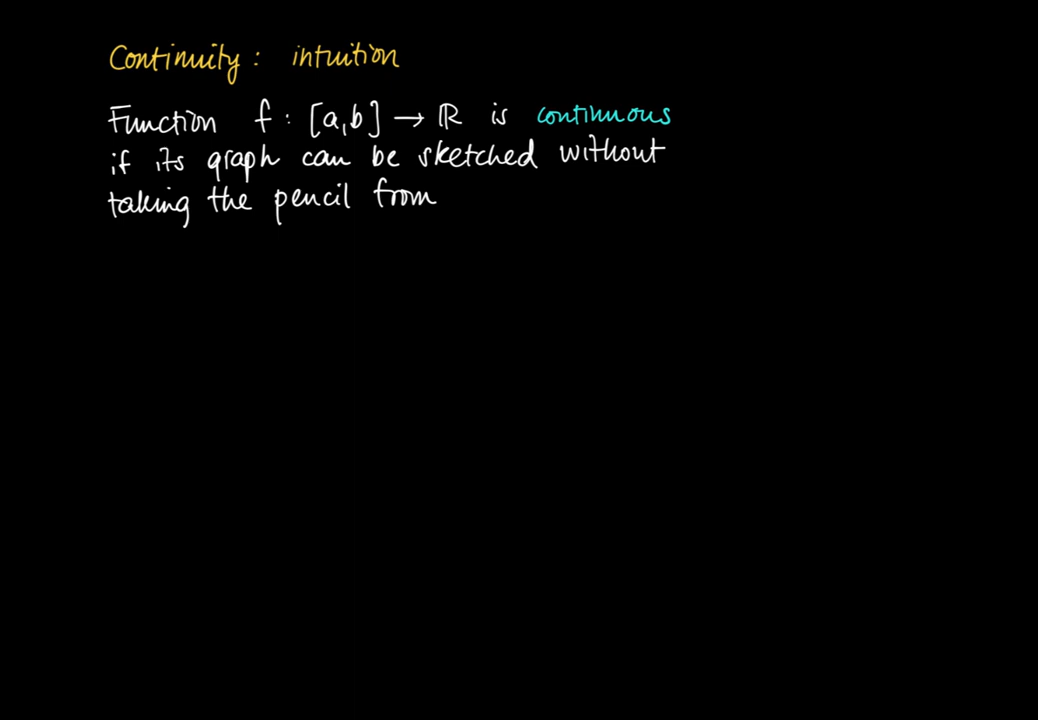 Continuity: intuition
Function f: [a,b] → ℝ is continuous
if its graph can be sketched without
taking the pencil from